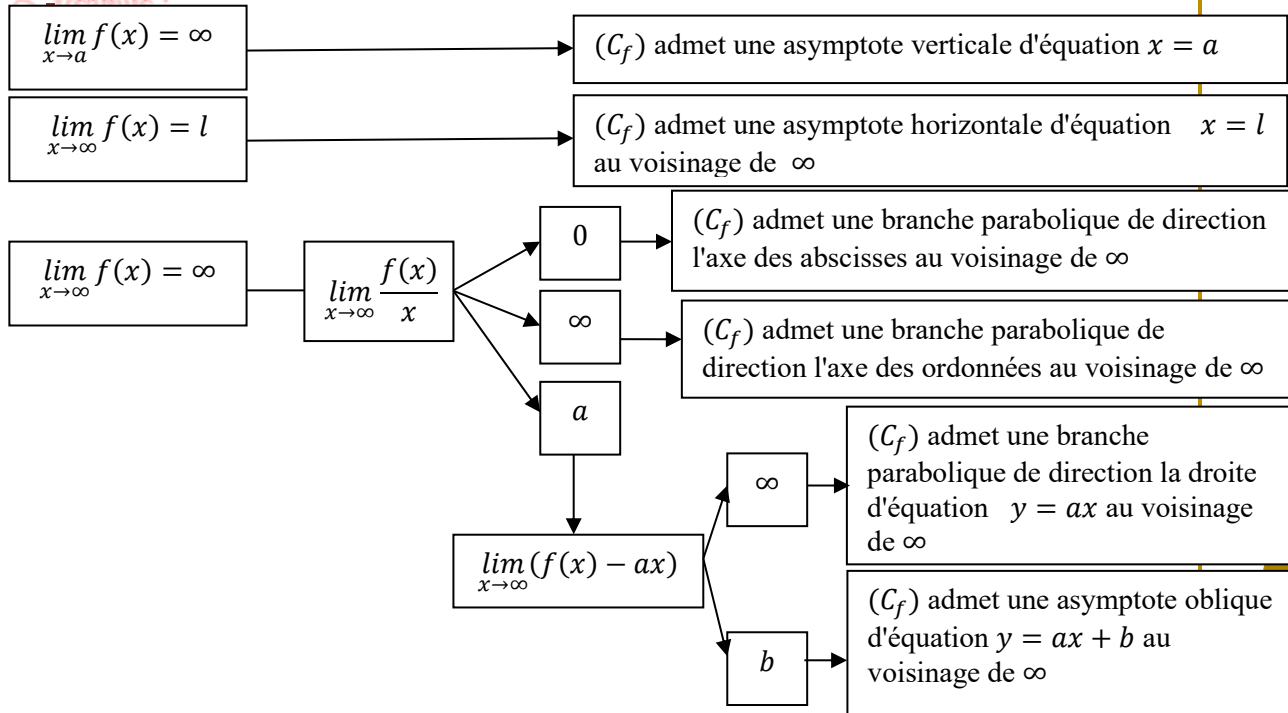 lim f(x) = ∞
x→a
(C_f) admet une asymptote verticale d'équation x = a
lim f(x) = l
x→∞
(C_f) admet une asymptote horizontale d'équation x = l
au voisinage de ∞
lim f(x) = ∞
x→∞
lim f(x)/x
x→∞
0
(C_f) admet une branche parabolique de direction
l'axe des abscisses au voisinage de ∞
∞
(C_f) admet une branche parabolique de
direction l'axe des ordonnées au voisinage de ∞
a
lim (f(x) − ax)
x→∞
∞
(C_f) admet une branche
parabolique de direction la droite
d'équation y = ax au voisinage
de ∞
b
(C_f) admet une asymptote oblique
d'équation y = ax + b au
voisinage de ∞